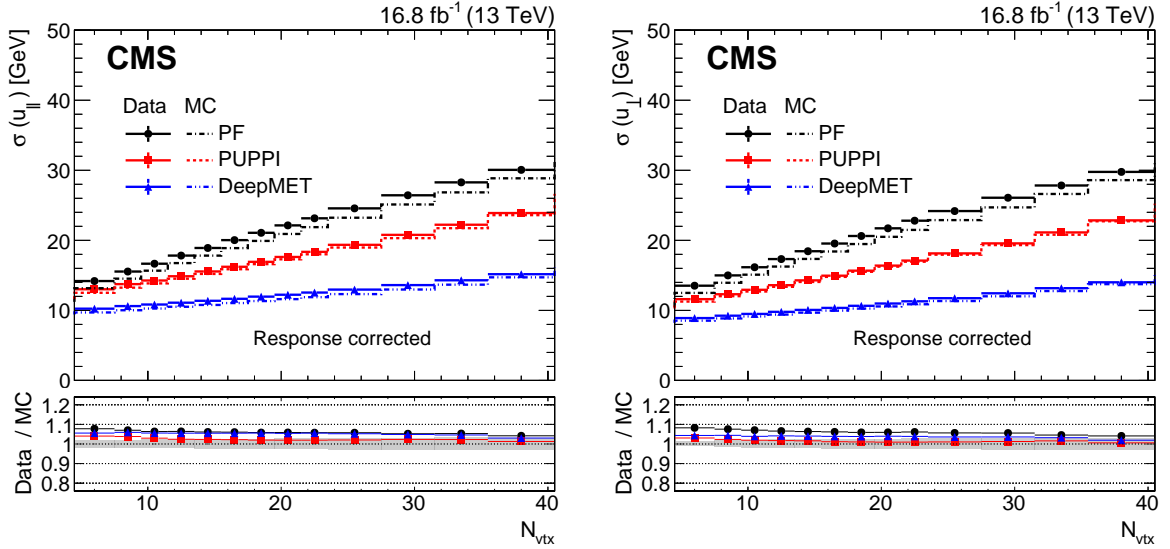 16.8 fb⁻¹ (13 TeV)
CMS
Data MC
PF
PUPPI
DeepMET
Response corrected
σ (u∥) [GeV]
50
40
30
20
10
0
Data / MC
1.2
1.1
1
0.9
0.8
10 20 30 40
Nvtx
16.8 fb⁻¹ (13 TeV)
CMS
Data MC
PF
PUPPI
DeepMET
Response corrected
σ (u⊥) [GeV]
50
40
30
20
10
0
Data / MC
1.2
1.1
1
0.9
0.8
10 20 30 40
Nvtx